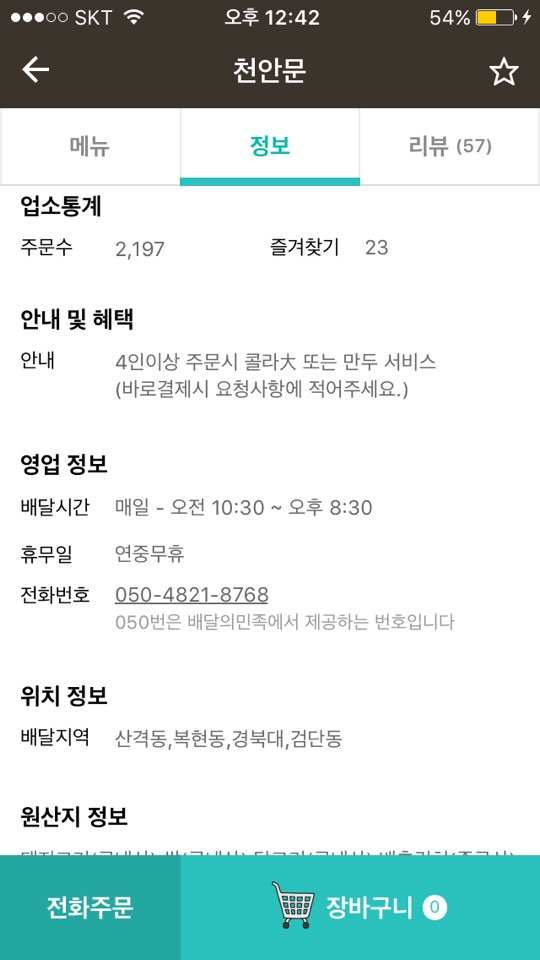 SKT 오후 12:42 54%
천안문
메뉴 정보 리뷰 (57)
업소통계
주문수 2,197 즐겨찾기 23
안내 및 혜택
안내 4인이상 주문시 콜라大 또는 만두 서비스
(바로결제시 요청사항에 적어주세요.)
영업 정보
배달시간 매일 - 오전 10:30 ~ 오후 8:30
휴무일 연중무휴
전화번호 050-4821-8768
050번은 배달의민족에서 제공하는 번호입니다
위치 정보
배달지역 산격동,복현동,경북대,검단동
원산지 정보
전화주문 장바구니 0